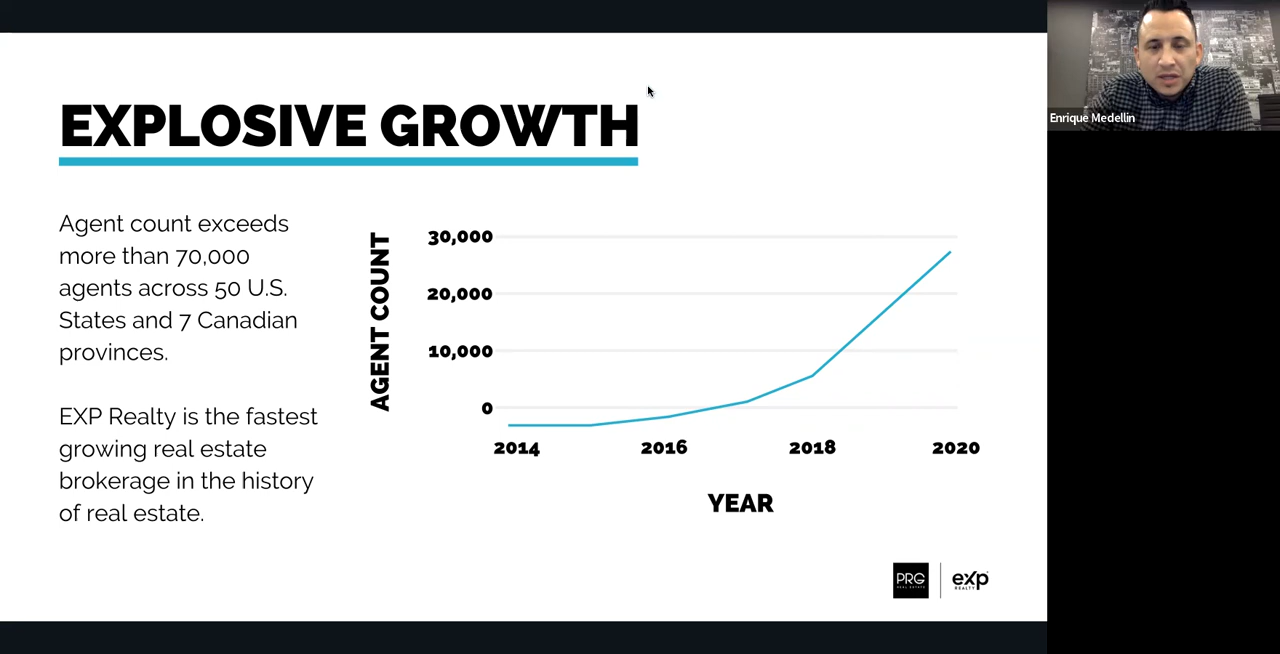 EXPLOSIVE GROWTH
Agent count exceeds
more than 70,000
agents across 50 U.S.
States and 7 Canadian
provinces.
EXP Realty is the fastest
growing real estate
brokerage in the history
of real estate.
AGENT COUNT
30,000
20,000
10,000
0
2014 2016 2018 2020
YEAR
PRG
REAL ESTATE
exp
REALTY
Enrique Medellin